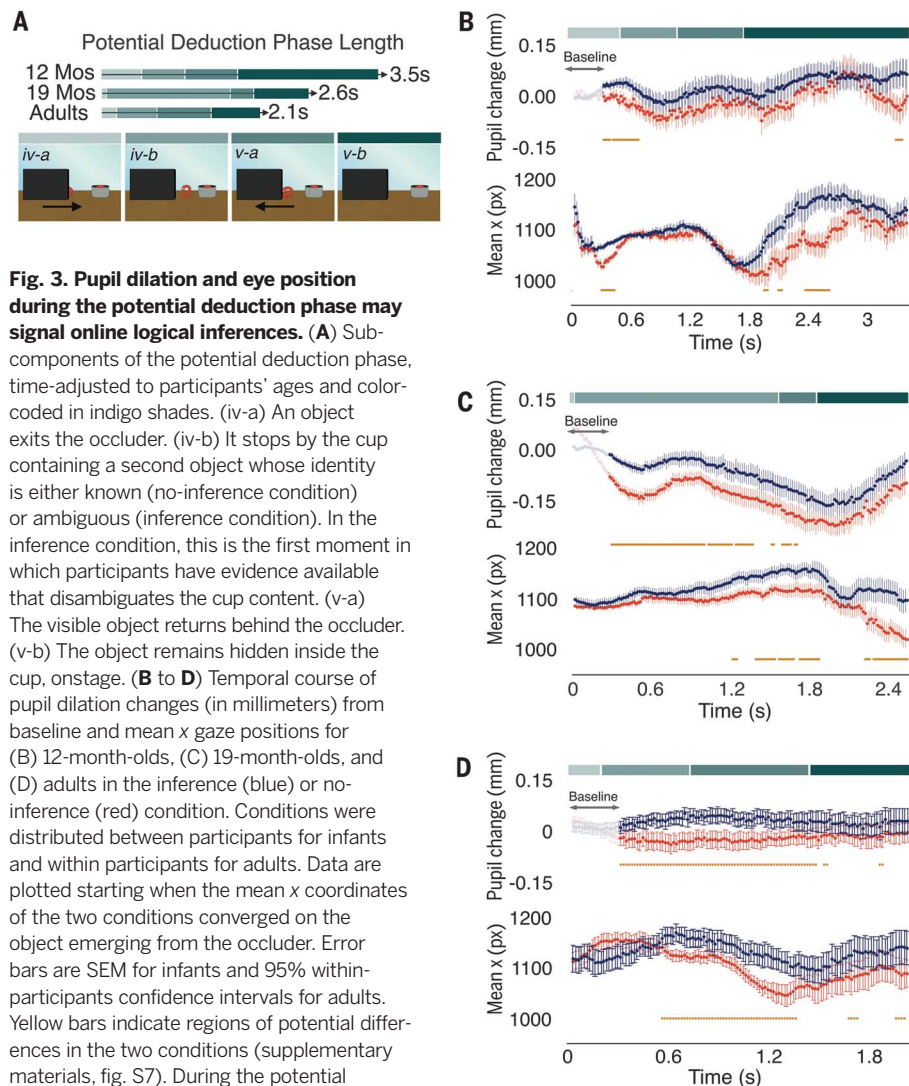 A
Potential Deduction Phase Length
12 Mos
3.5s
19 Mos
2.6s
Adults
2.1s
iv-a
iv-b
v-a
v-b
Fig. 3. Pupil dilation and eye position
during the potential deduction phase may
signal online logical inferences. (A) Sub-
components of the potential deduction phase,
time-adjusted to participants' ages and color-
coded in indigo shades. (iv-a) An object
exits the occluder. (iv-b) It stops by the cup
containing a second object whose identity
is either known (no-inference condition)
or ambiguous (inference condition). In the
inference condition, this is the first moment in
which participants have evidence available
that disambiguates the cup content. (v-a)
The visible object returns behind the occluder.
(v-b) The object remains hidden inside the
cup, onstage. (B to D) Temporal course of
pupil dilation changes (in millimeters) from
baseline and mean x gaze positions for
(B) 12-month-olds, (C) 19-month-olds, and
(D) adults in the inference (blue) or no-
inference (red) condition. Conditions were
distributed between participants for infants
and within participants for adults. Data are
plotted starting when the mean x coordinates
of the two conditions converged on the
object emerging from the occluder. Error
bars are SEM for infants and 95% within-
participants confidence intervals for adults.
Yellow bars indicate regions of potential differ-
ences in the two conditions (supplementary
materials, fig. S7). During the potential
B
Pupil change (mm)
0.15
0.00
-0.15
Baseline
Mean x (px)
1200
1100
1000
0 0.6 1.2 1.8 2.4 3
Time (s)
C
Pupil change (mm)
0.15
0.00
-0.15
Baseline
Mean x (px)
1200
1100
1000
0 0.6 1.2 1.8 2.4
Time (s)
D
Pupil change (mm)
0.15
0
-0.15
Baseline
Mean x (px)
1200
1100
1000
0 0.6 1.2 1.8
Time (s)